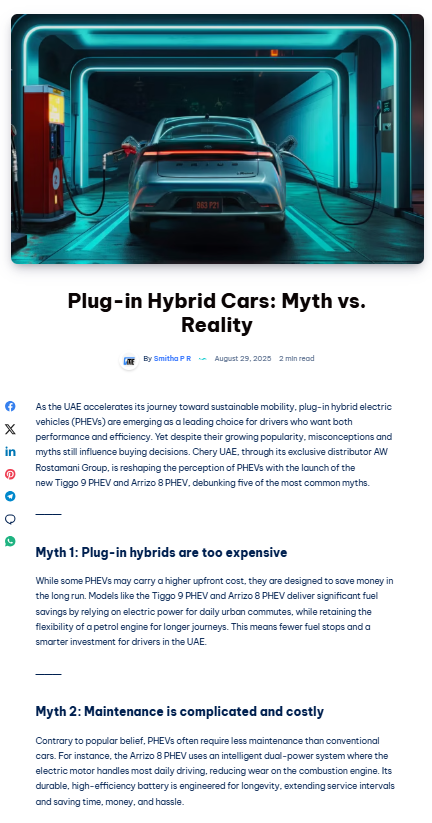 PRIUS
Plug-in Hybrid Cars: Myth vs.
Reality
By Smitha P R August 29, 2025 2 min read
As the UAE accelerates its journey toward sustainable mobility, plug-in hybrid electric
vehicles (PHEVs) are emerging as a leading choice for drivers who want both
performance and efficiency. Yet despite their growing popularity, misconceptions and
myths still influence buying decisions. Chery UAE, through its exclusive distributor AW
Rostamani Group, is reshaping the perception of PHEVs with the launch of the
new Tiggo 9 PHEV and Arrizo 8 PHEV, debunking five of the most common myths.
Myth 1: Plug-in hybrids are too expensive
While some PHEVs may carry a higher upfront cost, they are designed to save money in
the long run. Models like the Tiggo 9 PHEV and Arrizo 8 PHEV deliver significant fuel
savings by relying on electric power for daily urban commutes, while retaining the
flexibility of a petrol engine for longer journeys. This means fewer fuel stops and a
smarter investment for drivers in the UAE.
Myth 2: Maintenance is complicated and costly
Contrary to popular belief, PHEVs often require less maintenance than conventional
cars. For instance, the Arrizo 8 PHEV uses an intelligent dual-power system where the
electric motor handles most daily driving, reducing wear on the combustion engine. Its
durable, high-efficiency battery is engineered for longevity, extending service intervals
and saving time, money, and hassle.